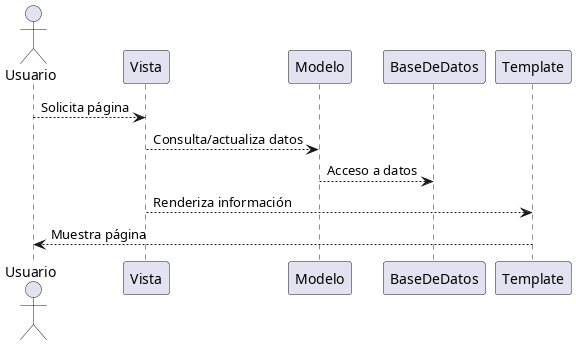 Usuario
Vista
Modelo
BaseDeDatos
Template
Solicita página
Consulta/actualiza datos
Acceso a datos
Renderiza información
Muestra página
Usuario
Vista
Modelo
BaseDeDatos
Template